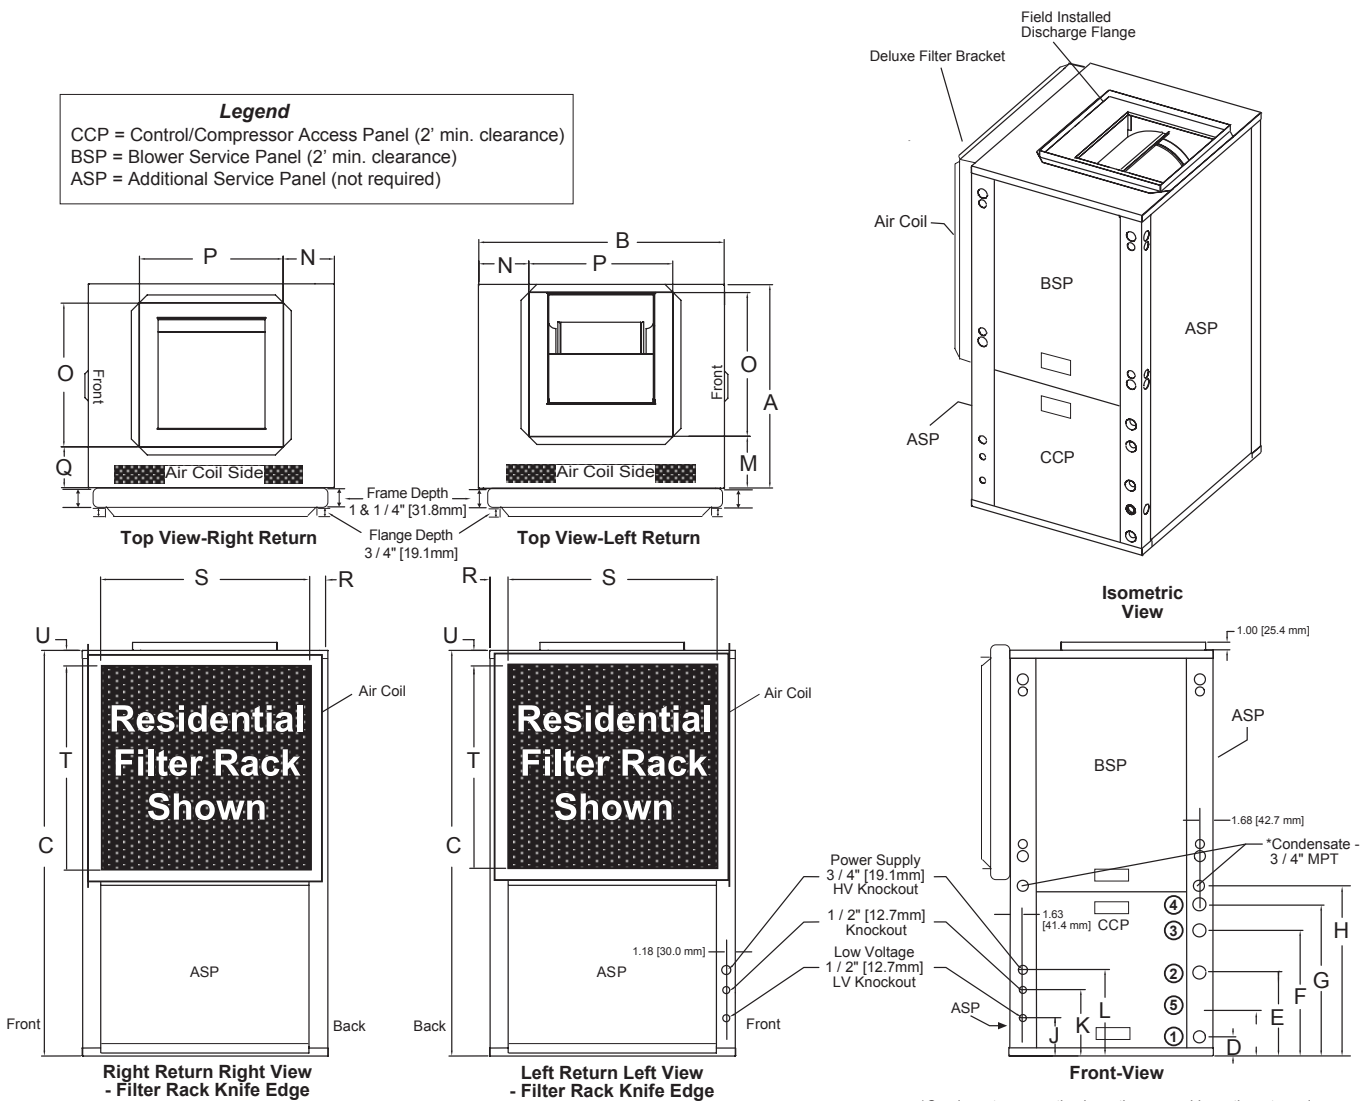 Field Installed
Discharge Flange
Deluxe Filter Bracket
Legend
CCP = Control/Compressor Access Panel (2' min. clearance)
BSP = Blower Service Panel (2' min. clearance)
ASP = Additional Service Panel (not required)
Air Coil
BSP
ASP
ASP
CCP
Isometric
View
P
N
O
Front
Q
Air Coil Side
Top View-Right Return
B
N
P
O
Front
A
M
Air Coil Side
Top View-Left Return
Frame Depth
1 & 1 / 4" [31.8mm]
Flange Depth
3 / 4" [19.1mm]
S
R
U
Air Coil
Residential
Filter Rack
Shown
T
C
ASP
Front
Back
Right Return Right View
- Filter Rack Knife Edge
R
S
U
Air Coil
Residential
Filter Rack
Shown
T
C
1.18 [30.0 mm]
ASP
Back
Front
Left Return Left View
- Filter Rack Knife Edge
Power Supply
3 / 4" [19.1mm]
HV Knockout
1 / 2" [12.7mm]
Knockout
Low Voltage
1 / 2" [12.7mm]
LV Knockout
1.00 [25.4 mm]
ASP
BSP
1.68 [42.7 mm]
*Condensate -
3 / 4" MPT
1.63
[41.4 mm]
CCP
4
3
2
5
1
H
G
F
E
D
L
K
J
ASP
Front-View